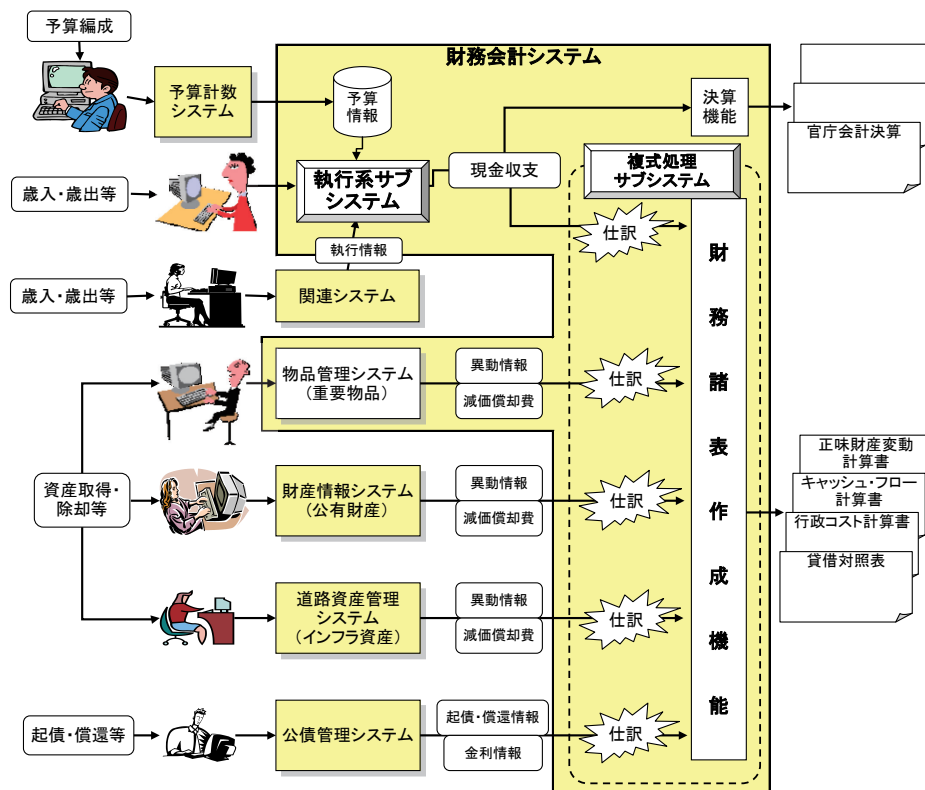 予算編成
財務会計システム
予算計数
システム
予算
情報
決算
機能
官庁会計決算
歳入・歳出等
執行系サブ
システム
現金収支
複式処理
サブシステム
仕訳
執行情報
歳入・歳出等
関連システム
財務諸表作成機能
物品管理システム
(重要物品)
異動情報
減価償却費
仕訳
資産取得・
除却等
財産情報システム
(公有財産)
異動情報
減価償却費
仕訳
正味財産変動
計算書
キャッシュ・フロー
計算書
行政コスト計算書
貸借対照表
道路資産管理
システム
(インフラ資産)
異動情報
減価償却費
仕訳
起債・償還等
公債管理システム
起債・償還情報
金利情報
仕訳